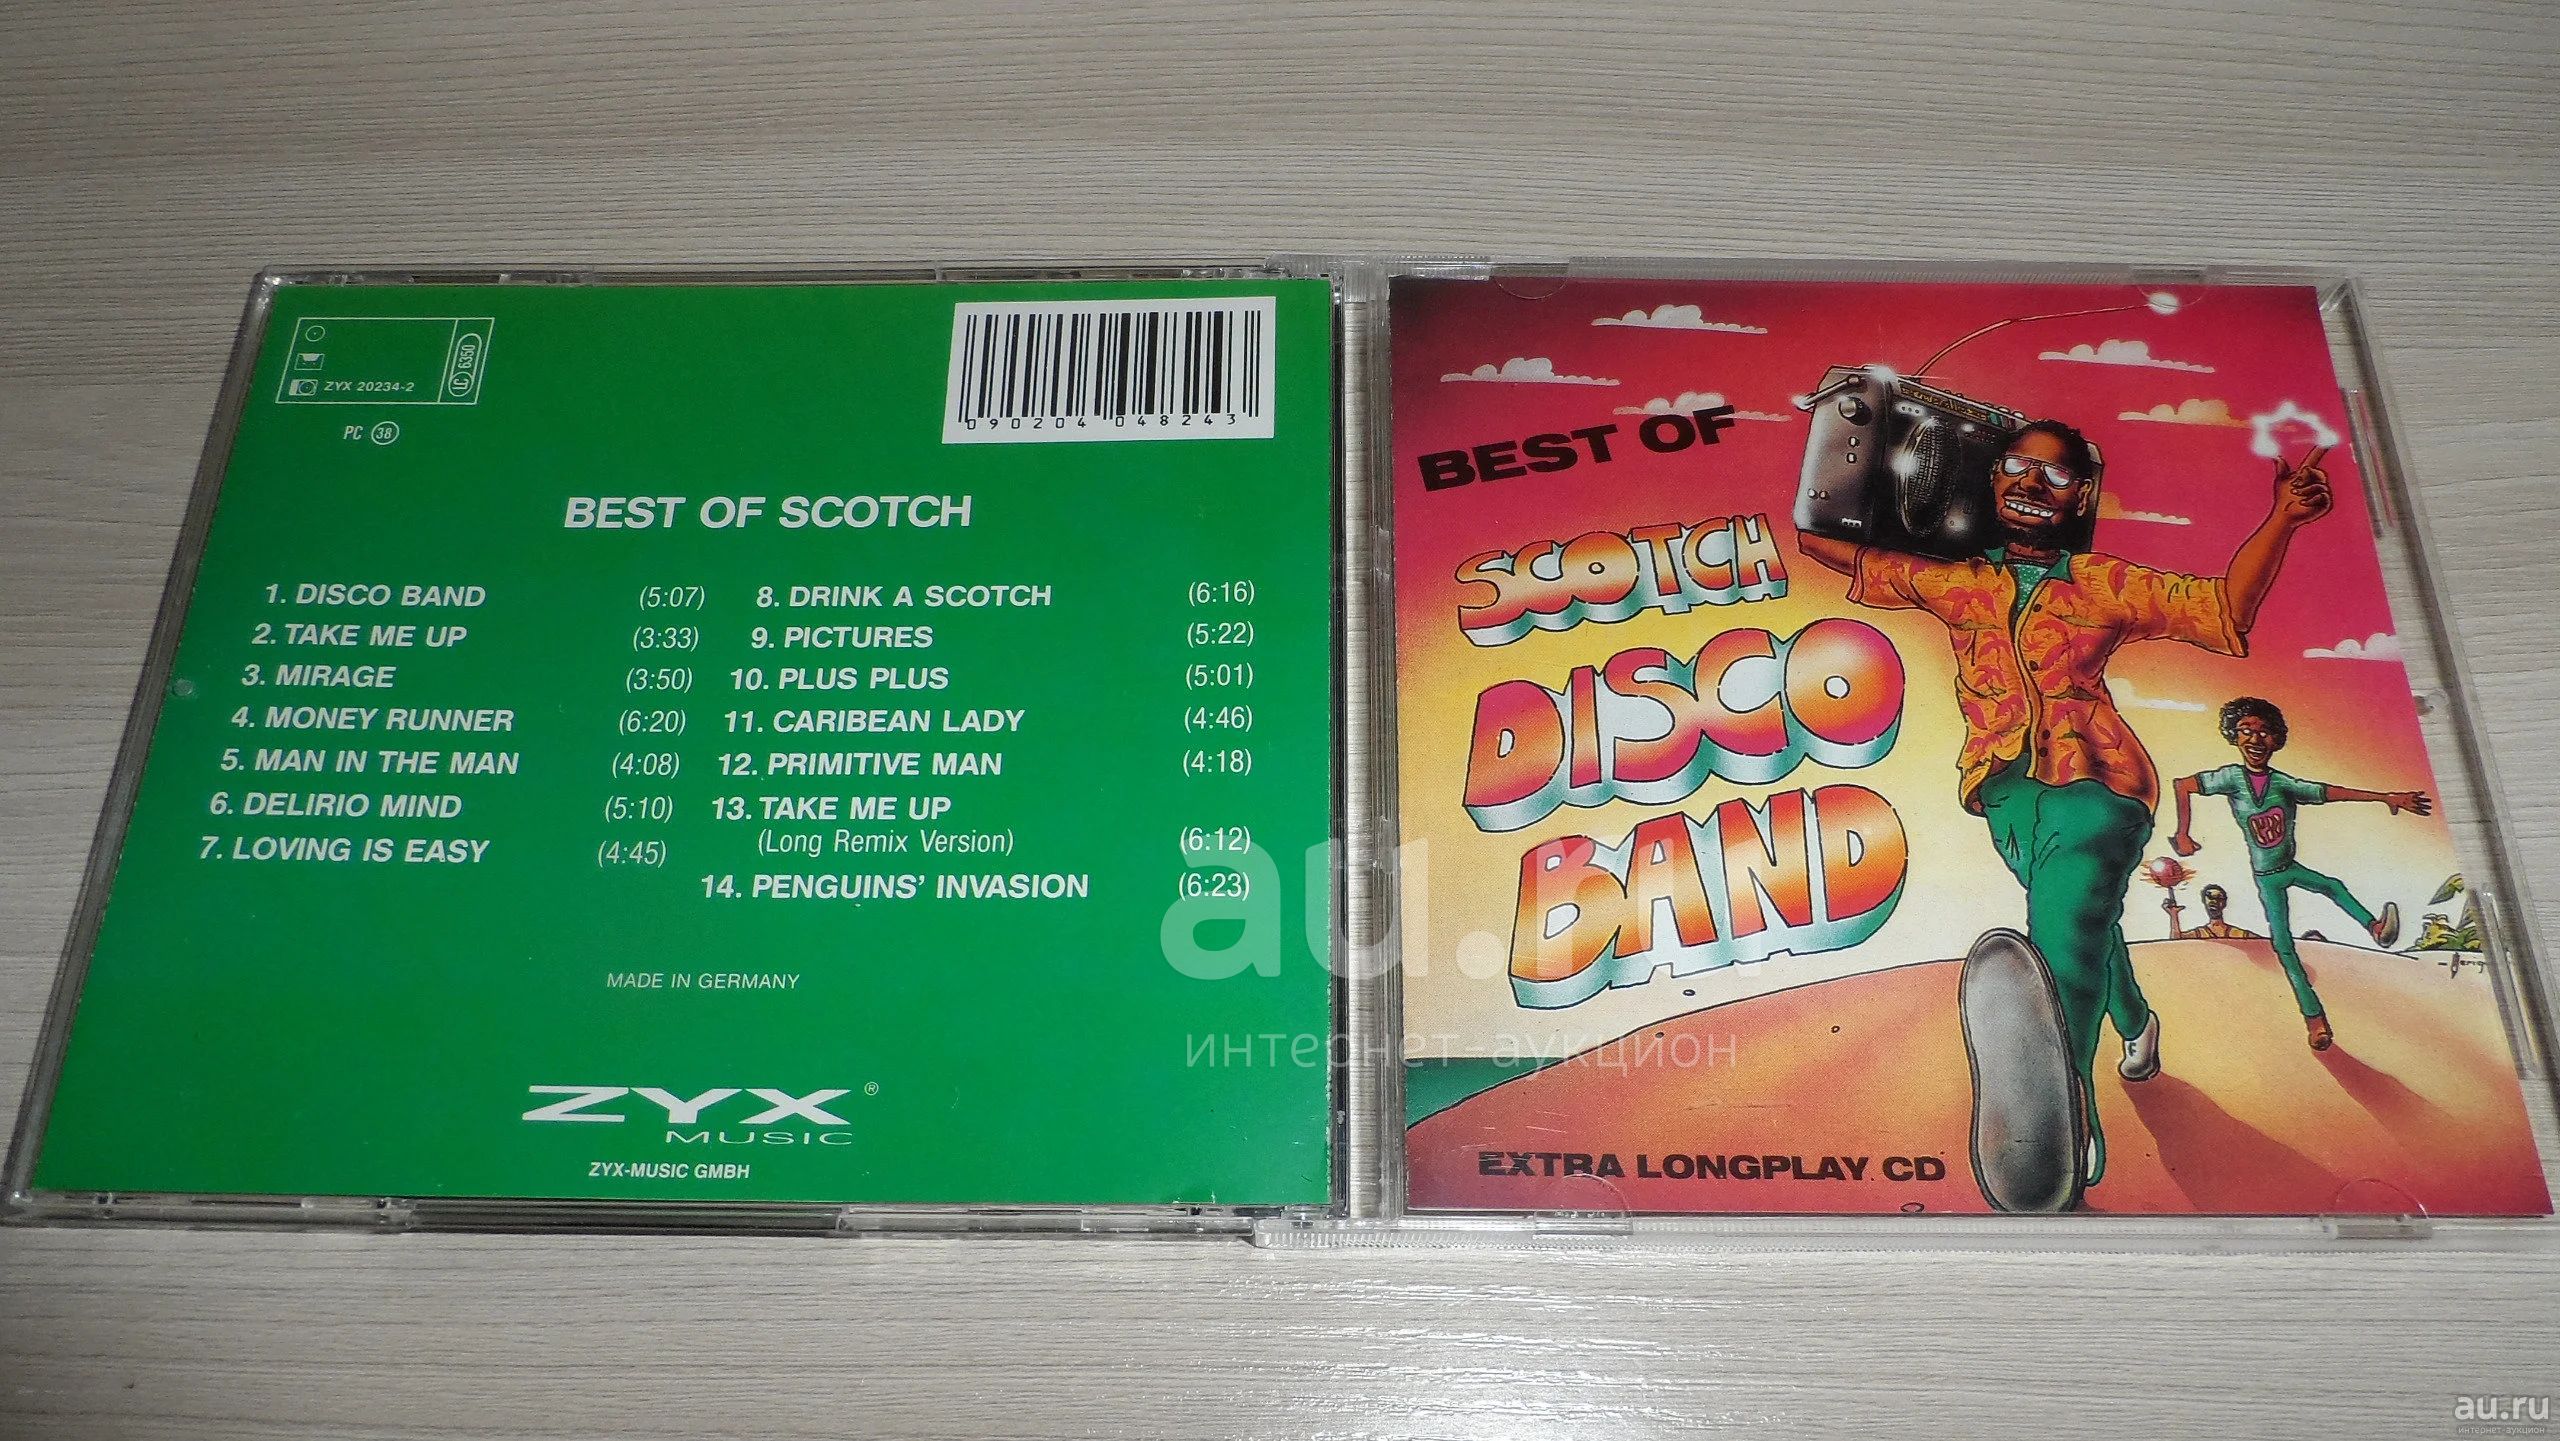 ZYX 20234-2
LC 6350
PC 38
090204 048243
BEST OF SCOTCH
1. DISCO BAND (5:07)
2. TAKE ME UP (3:33)
3. MIRAGE (3:50)
4. MONEY RUNNER (6:20)
5. MAN IN THE MAN (4:08)
6. DELIRIO MIND (5:10)
7. LOVING IS EASY (4:45)
8. DRINK A SCOTCH (6:16)
9. PICTURES (5:22)
10. PLUS PLUS (5:01)
11. CARIBEAN LADY (4:46)
12. PRIMITIVE MAN (4:18)
13. TAKE ME UP
(Long Remix Version) (6:12)
14. PENGUINS' INVASION (6:23)
MADE IN GERMANY
ZYX®
MUSIC
ZYX-MUSIC GMBH
BEST OF
SCOTCH
DISCO
BAND
EXTRA LONGPLAY CD
au.ru
интернет-аукцион
au.ru
интернет-аукцион